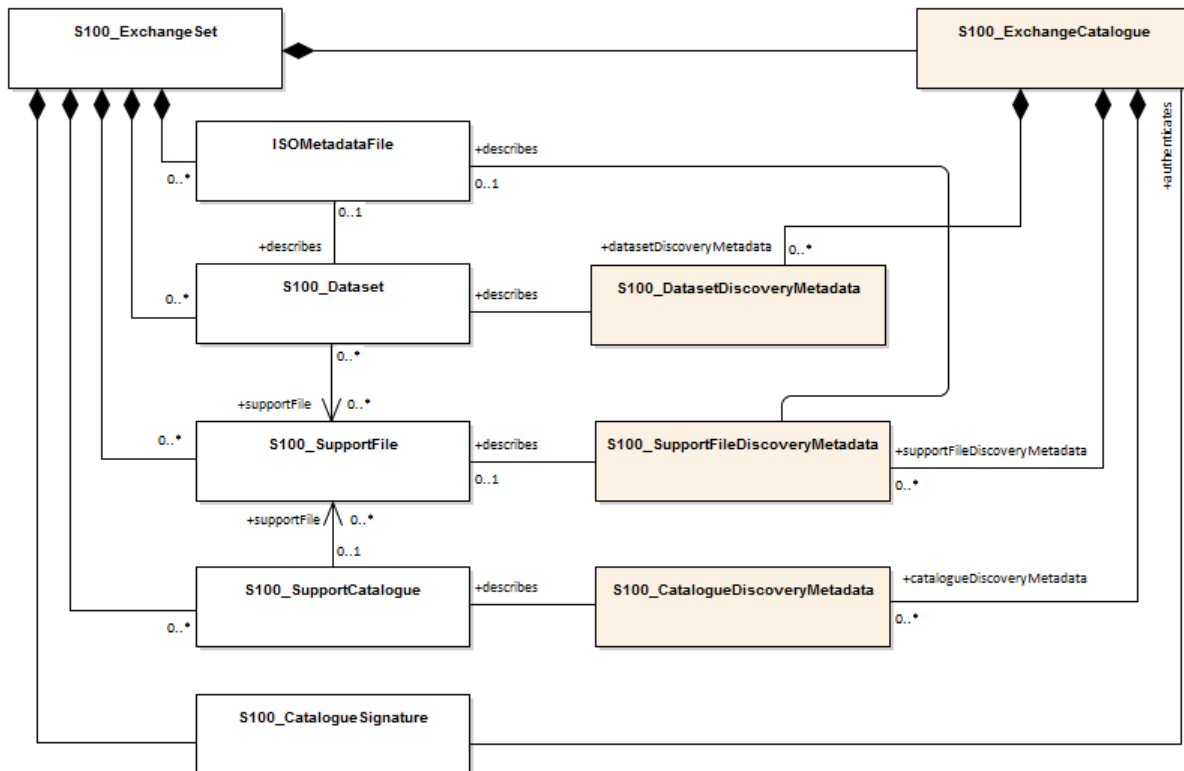 S100_ExchangeSet
S100_ExchangeCatalogue
+authenticates
ISOMetadataFile
+describes
0..*
0..1
0..1
+describes
+datasetDiscoveryMetadata
0..*
S100_Dataset
+describes
S100_DatasetDiscoveryMetadata
0..*
0..*
+supportFile
0..*
S100_SupportFile
+describes
S100_SupportFileDiscoveryMetadata
+supportFileDiscoveryMetadata
0..*
0..1
0..*
+supportFile
0..*
0..1
S100_SupportCatalogue
+describes
S100_CatalogueDiscoveryMetadata
+catalogueDiscoveryMetadata
0..*
0..*
S100_CatalogueSignature